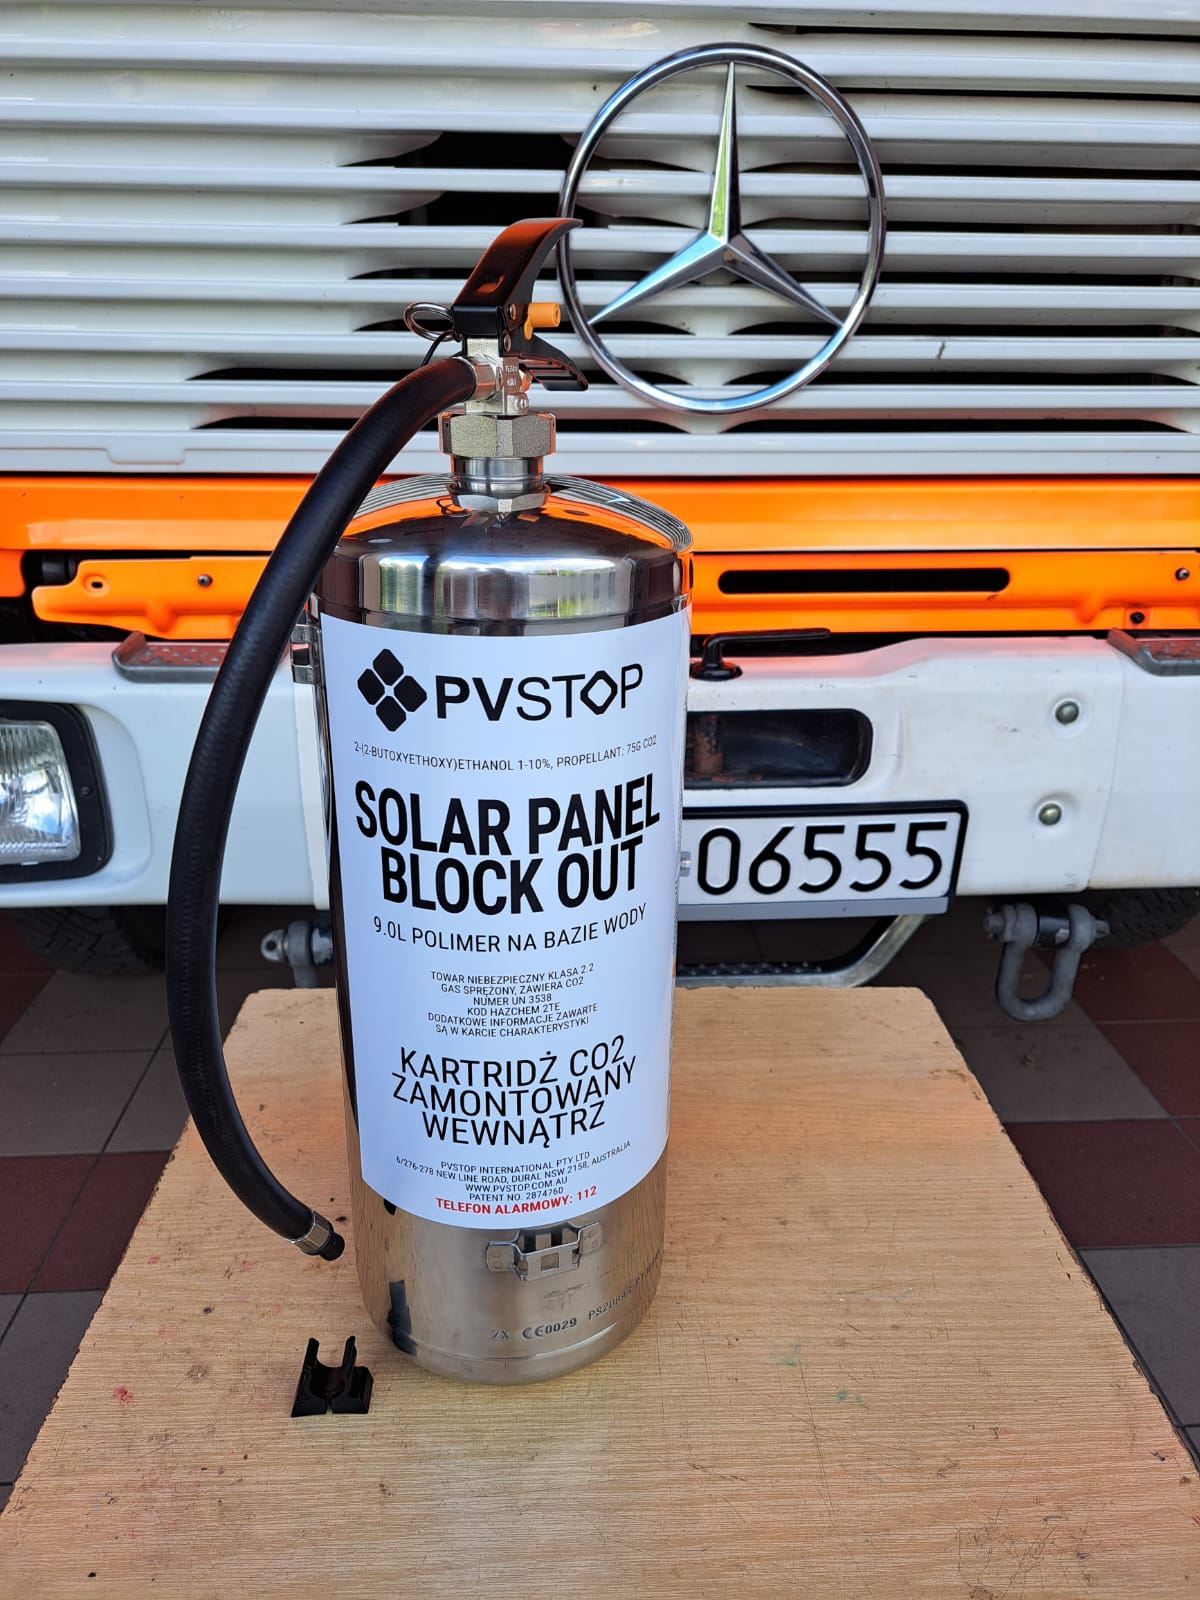 PVSTOP
2-(2-BUTOXYETHOXY)ETHANOL 1-10%, PROPELLANT: 75G CO2
SOLAR PANEL
BLOCK OUT
9.0L POLIMER NA BAZIE WODY
TOWAR NIEBEZPIECZNY KLASA 2.2
GAS SPRĘŻONY, ZAWIERA CO2
NUMER UN 3538
KOD HAZCHEM 2TE
DODATKOWE INFORMACJE ZAWARTE
SĄ W KARCIE CHARAKTERYSTYKI
KARTRIDŻ CO2
ZAMONTOWANY
WEWNĄTRZ
PVSTOP INTERNATIONAL PTY LTD
6/276-278 NEW LINE ROAD, DURAL NSW 2158, AUSTRALIA
WWW.PVSTOP.COM.AU
PATENT NO. 2874760
TELEFON ALARMOWY: 112
2X CE0029
06555